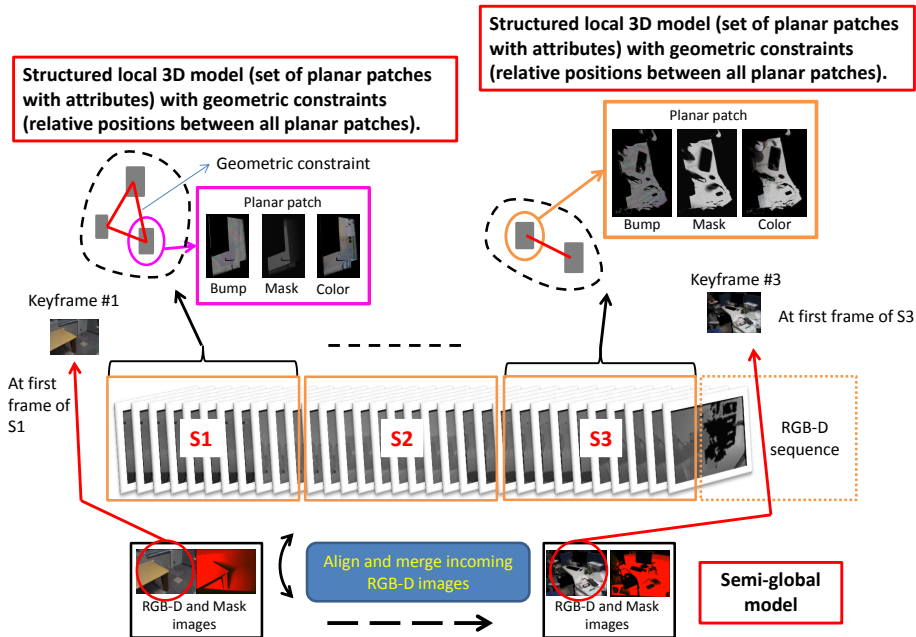 Structured local 3D model (set of planar patches
with attributes) with geometric constraints
(relative positions between all planar patches).
Structured local 3D model (set of planar patches
with attributes) with geometric constraints
(relative positions between all planar patches).
Geometric constraint
Planar patch
Bump Mask Color
Planar patch
Bump Mask Color
Keyframe #1
Keyframe #3
At first frame of S3
At first
frame of
S1
S1
S2
S3
RGB-D
sequence
Align and merge incoming
RGB-D images
RGB-D and Mask
images
RGB-D and Mask
images
Semi-global
model